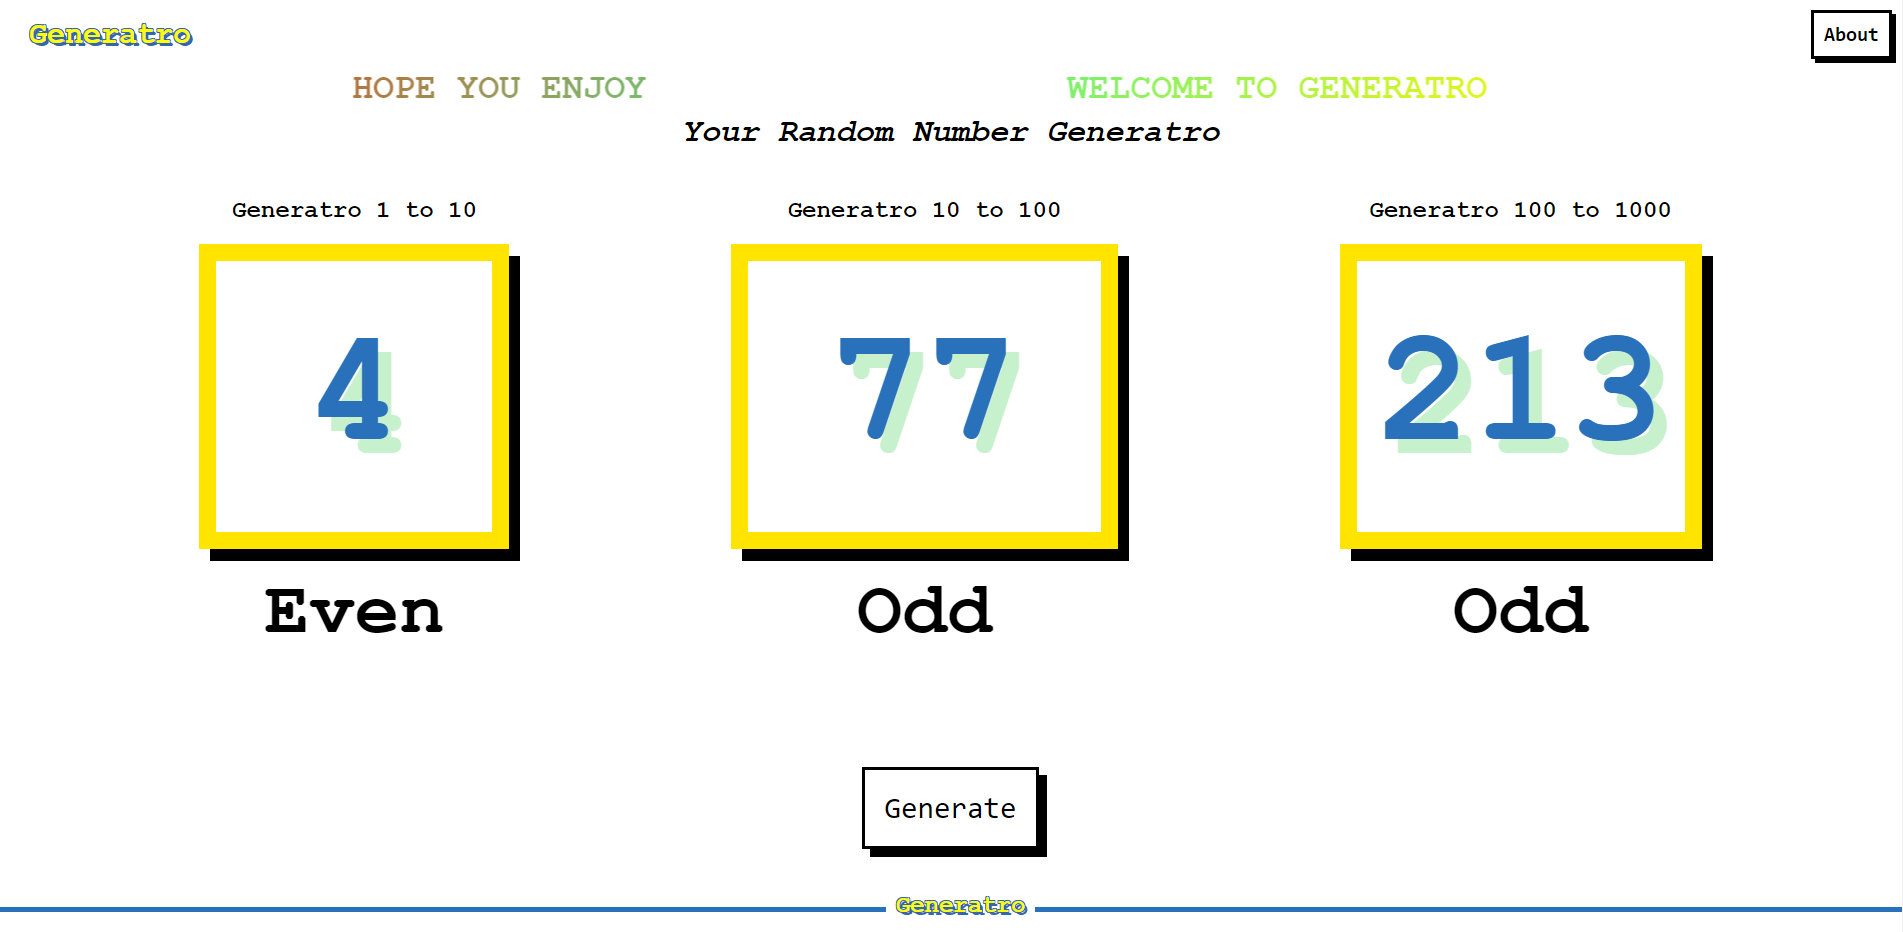 Generatro
About
HOPE YOU ENJOY WELCOME TO GENERATRO
Your Random Number Generatro
Generatro 1 to 10
Generatro 10 to 100
Generatro 100 to 1000
4
77
213
Even
Odd
Odd
Generate
Generatro